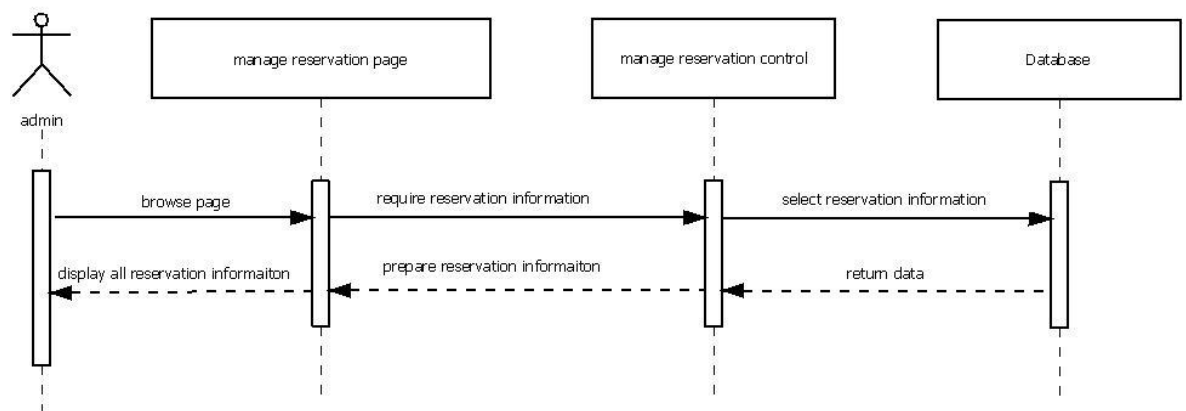 manage reservation page
manage reservation control
Database
admin
browse page
require reservation information
select reservation information
display all reservation informaiton
prepare reservation informaiton
return data